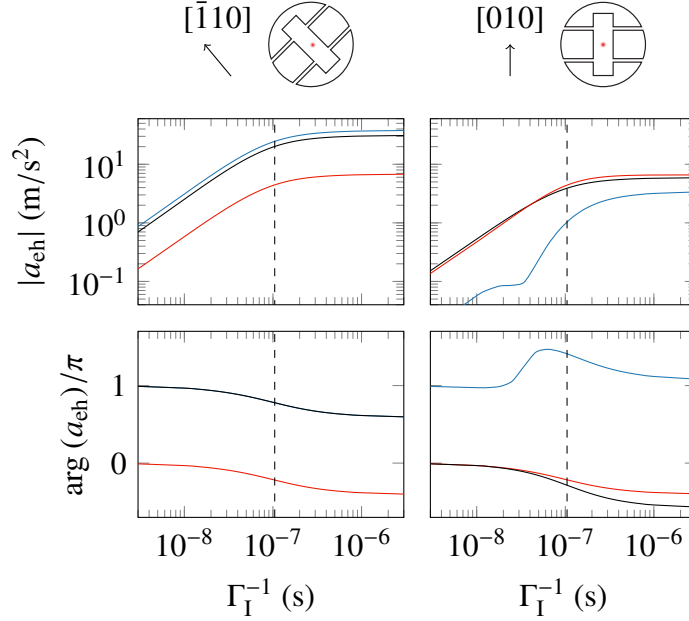 [1̄10]
[010]
|a_eh| (m/s²)
10¹
10⁰
10⁻¹
arg (a_eh)/π
1
0
10⁻⁸ 10⁻⁷ 10⁻⁶
10⁻⁸ 10⁻⁷ 10⁻⁶
Γ_I⁻¹ (s)
Γ_I⁻¹ (s)